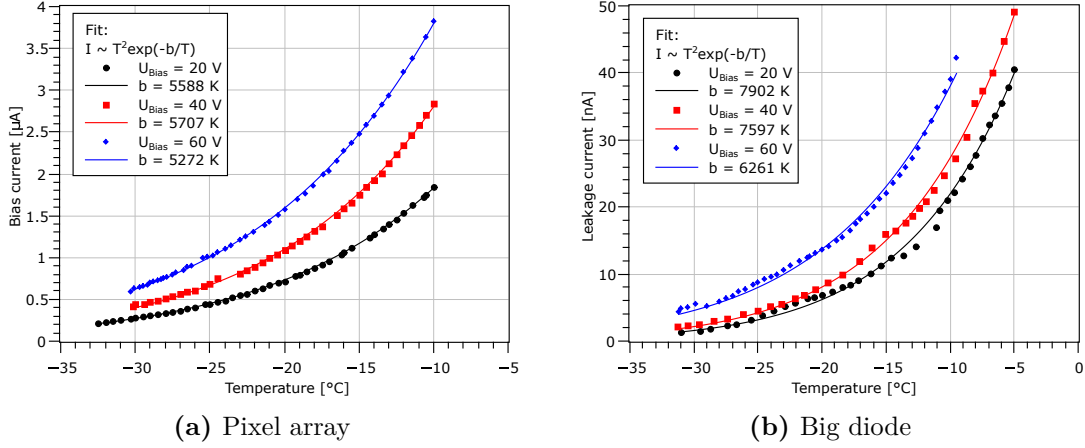 4
3.5
3
2.5
2
1.5
1
0.5
0
Bias current [µA]
Fit:
I ~ T²exp(-b/T)
U_Bias = 20 V
b = 5588 K
U_Bias = 40 V
b = 5707 K
U_Bias = 60 V
b = 5272 K
−35 −30 −25 −20 −15 −10 −5
Temperature [°C]
(a) Pixel array
50
40
30
20
10
0
Leakage current [nA]
Fit:
I ~ T²exp(-b/T)
U_Bias = 20 V
b = 7902 K
U_Bias = 40 V
b = 7597 K
U_Bias = 60 V
b = 6261 K
−35 −30 −25 −20 −15 −10 −5 0
Temperature [°C]
(b) Big diode